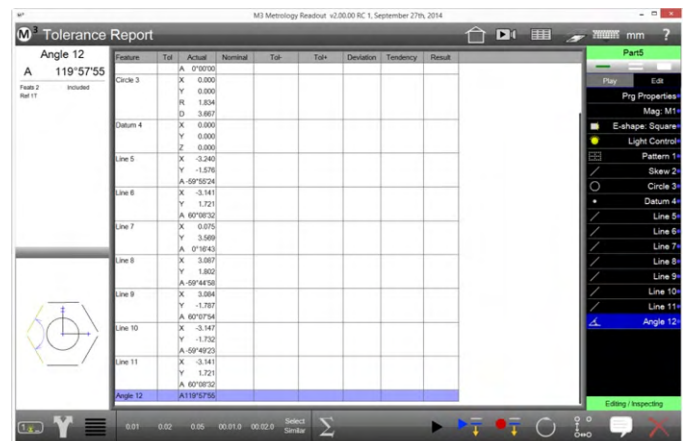 M3 Metrology Readout v2.00.00 RC 1, September 27th, 2014
M3 Tolerance Report
mm ?
Angle 12
A 119°57'55
Feats 2 Included
Ref 1T
Feature Tol Actual Nominal Tol- Tol+ Deviation Tendency Result
A 0°00'00
Circle 3 X 0.000
Y 0.000
R 1.834
D 3.667
Datum 4 X 0.000
Y 0.000
Z 0.000
Line 5 X -3.240
Y -1.576
A -59°55'24
Line 6 X -3.141
Y 1.721
A 60°08'32
Line 7 X 0.075
Y 3.569
A 0°16'43
Line 8 X 3.087
Y 1.802
A -59°44'58
Line 9 X 3.084
Y -1.787
A 60°07'54
Line 10 X -3.147
Y -1.732
A -59°49'23
Line 11 X -3.141
Y 1.721
A 60°08'32
Angle 12 A119°57'55
Part5
Play Edit
Prg Properties
Mag: M1
E-shape: Square
Light Control
Pattern 1
Skew 2
Circle 3
Datum 4
Line 5
Line 6
Line 7
Line 8
Line 9
Line 10
Line 11
Angle 12
Editing / Inspecting
0.01 0.02 0.05 00.01.0 00.02.0 Select Similar Σ